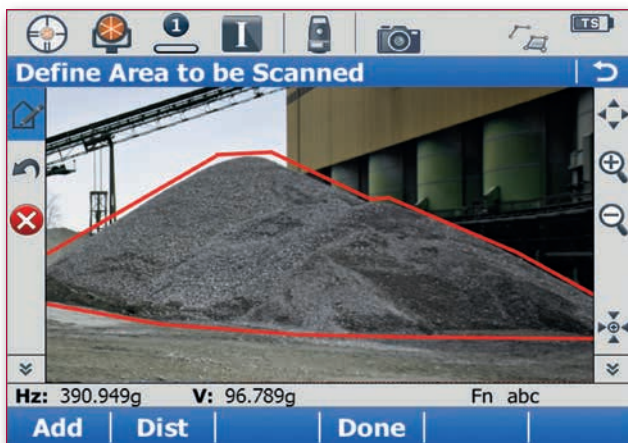 1
I
TS
Define Area to be Scanned
Hz: 390.949g V: 96.789g Fn abc
Add Dist Done